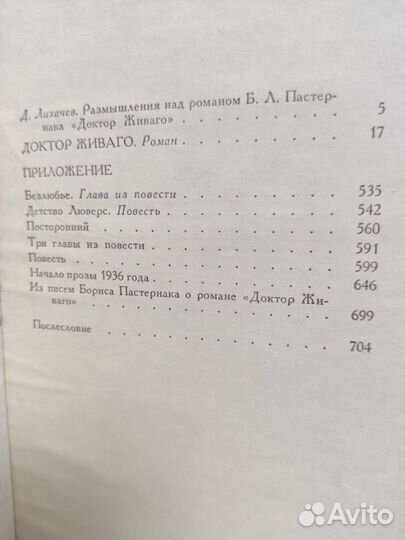 Д. Лихачев. Размышления над романом Б. Л. Пастер-
нака «Доктор Живаго» . . . . . . . . 5
ДОКТОР ЖИВАГО. Роман . . . . . . . . 17
ПРИЛОЖЕНИЕ
Безлюбье. Глава из повести . . . . . . . . 535
Детство Люверс. Повесть . . . . . . . . 542
Посторонний . . . . . . . . 560
Три главы из повести . . . . . . . . 591
Повесть . . . . . . . . 599
Начало прозы 1936 года . . . . . . . . 646
Из писем Бориса Пастернака о романе «Доктор Жи-
ваго» . . . . . . . . 699
Послесловие . . . . . . . . 704
Avito